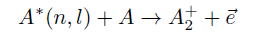 A*(n, l) + A → A₂⁺ + e⃗